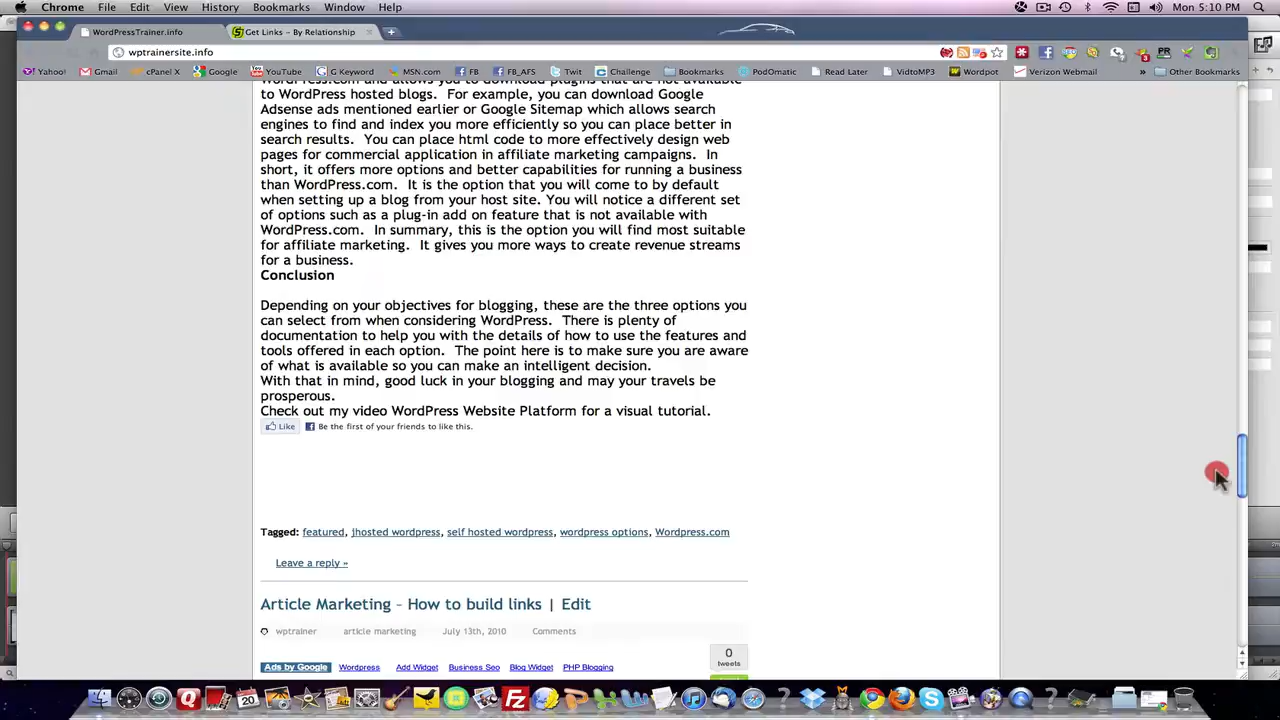 Chrome File Edit View History Bookmarks Window Help Mon 5:10 PM
WordPressTrainer.info Get Links – By Relationship
wptrainersite.info
Yahoo! Gmail cPanel X Google YouTube G Keyword MSN.com FB FB_AFS Twit Challenge Bookmarks PodOmatic Read Later VidtoMP3 Wordpot Verizon Webmail » Other Bookmarks
to download plugins that are not available
to WordPress hosted blogs. For example, you can download Google
Adsense ads mentioned earlier or Google Sitemap which allows search
engines to find and index you more efficiently so you can place better in
search results. You can place html code to more effectively design web
pages for commercial application in affiliate marketing campaigns. In
short, it offers more options and better capabilities for running a business
than WordPress.com. It is the option that you will come to by default
when setting up a blog from your host site. You will notice a different set
of options such as a plug-in add on feature that is not available with
WordPress.com. In summary, this is the option you will find most suitable
for affiliate marketing. It gives you more ways to create revenue streams
for a business.
Conclusion
Depending on your objectives for blogging, these are the three options you
can select from when considering WordPress. There is plenty of
documentation to help you with the details of how to use the features and
tools offered in each option. The point here is to make sure you are aware
of what is available so you can make an intelligent decision.
With that in mind, good luck in your blogging and may your travels be
prosperous.
Check out my video WordPress Website Platform for a visual tutorial.
Like Be the first of your friends to like this.
Tagged: featured, jhosted wordpress, self hosted wordpress, wordpress options, Wordpress.com
Leave a reply »
Article Marketing – How to build links | Edit
wptrainer article marketing July 13th, 2010 Comments
0
tweets
Ads by Google Wordpress Add Widget Business Seo Blog Widget PHP Blogging